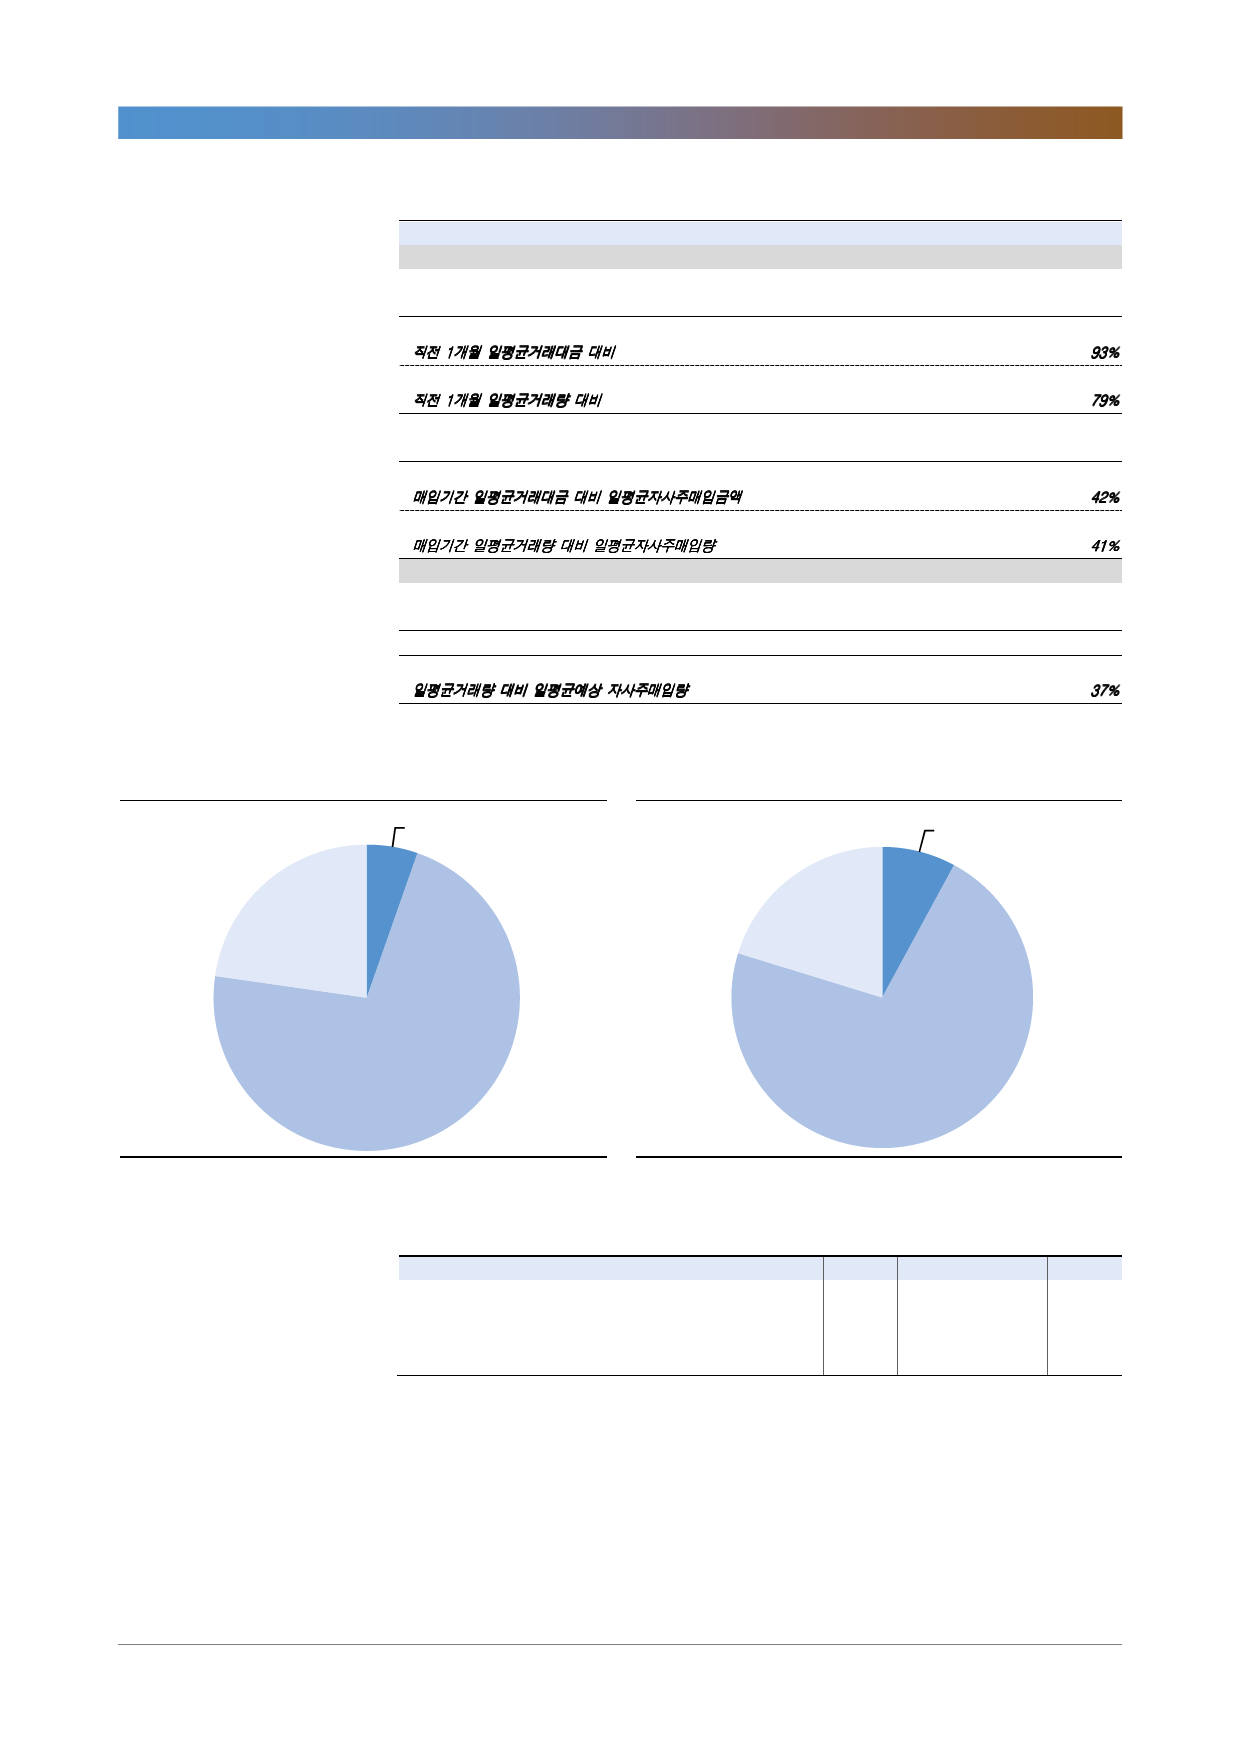 직전 1개월 일평균거래대금 대비 93%
직전 1개월 일평균거래량 대비 79%
매입기간 일평균거래대금 대비 일평균자사주매입금액 42%
매입기간 일평균거래량 대비 일평균자사주매입량 41%
일평균거래량 대비 일평균예상 자사주매입량 37%